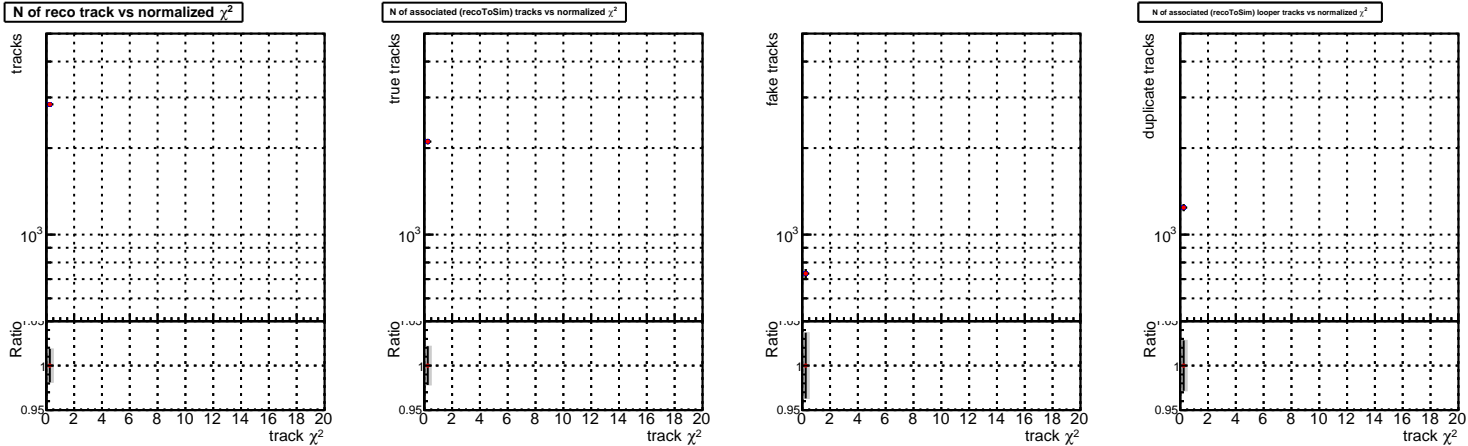 N of reco track vs normalized χ²
tracks
10³
Ratio
1
0.95
0 2 4 6 8 10 12 14 16 18 20
track χ²
N of associated (recoToSim) tracks vs normalized χ²
true tracks
10³
Ratio
1
0.95
0 2 4 6 8 10 12 14 16 18 20
track χ²
fake tracks
10³
Ratio
1
0.95
0 2 4 6 8 10 12 14 16 18 20
track χ²
N of associated (recoToSim) looper tracks vs normalized χ²
duplicate tracks
10³
Ratio
1
0.95
0 2 4 6 8 10 12 14 16 18 20
track χ²